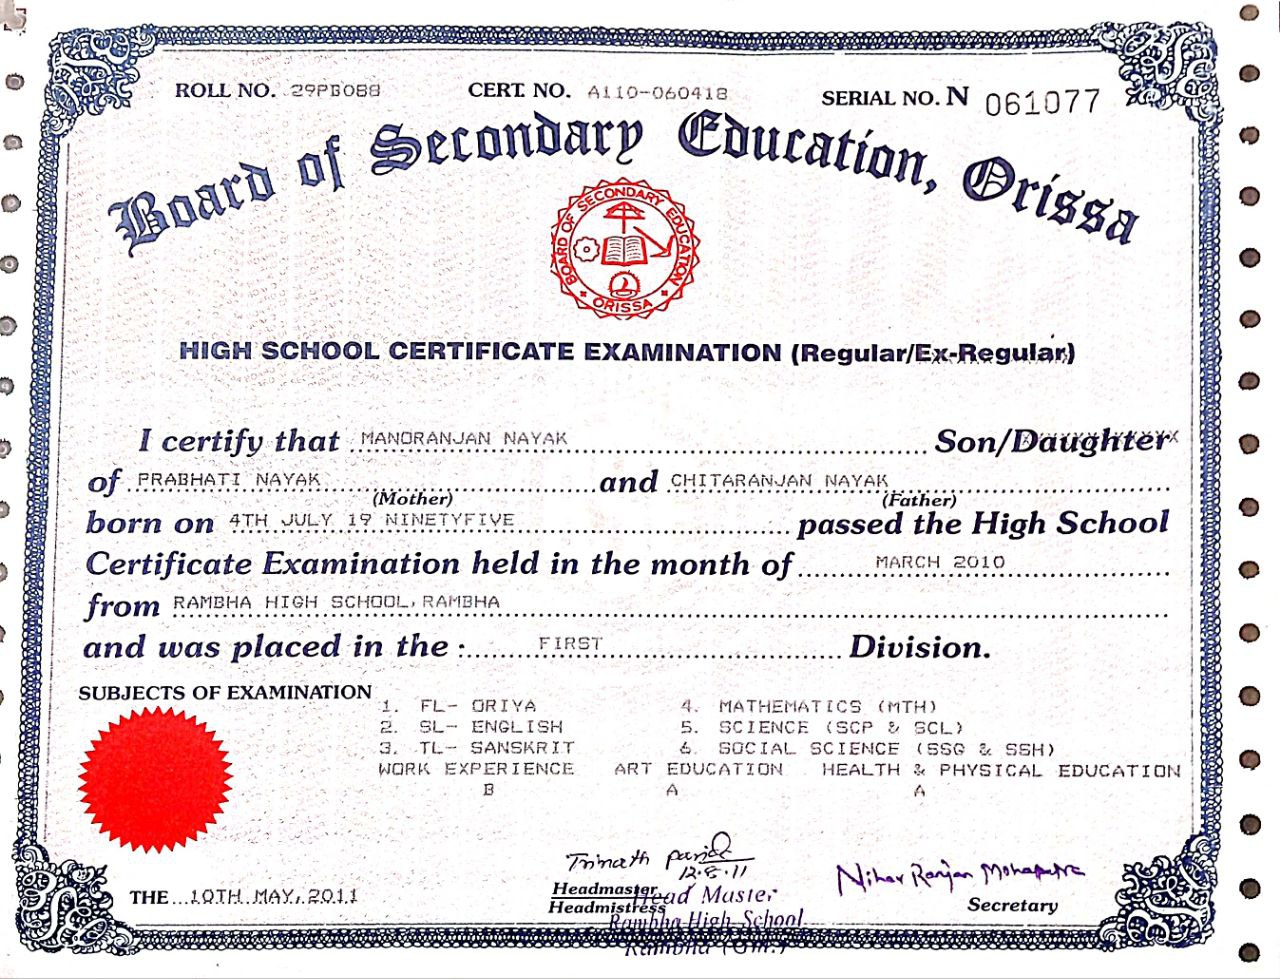 ROLL NO. 29PB088 CERT. NO. A110-060418 SERIAL NO. N 061077
Board of Secondary Education, Orissa
BOARD OF SECONDARY EDUCATION
ORISSA
HIGH SCHOOL CERTIFICATE EXAMINATION (Regular/Ex-Regular)
I certify that MANORANJAN NAYAK Son/Daughter
of PRABHATI NAYAK and CHITARANJAN NAYAK
(Mother) (Father)
born on 4TH JULY 19 NINETYFIVE passed the High School
Certificate Examination held in the month of MARCH 2010
from RAMBHA HIGH SCHOOL, RAMBHA
and was placed in the : FIRST Division.
SUBJECTS OF EXAMINATION
1. FL- ORIYA 4. MATHEMATICS (MTH)
2. SL- ENGLISH 5. SCIENCE (SCP & SCL)
3. TL- SANSKRIT 6. SOCIAL SCIENCE (SSG & SSH)
WORK EXPERIENCE ART EDUCATION HEALTH & PHYSICAL EDUCATION
B A A
Trinath
12.8.11
Nihar Ranjan Mohapatra
THE 10TH MAY, 2011 Headmaster Head Master
Headmistress Secretary
Rambha High School
Rambha (Gm.)